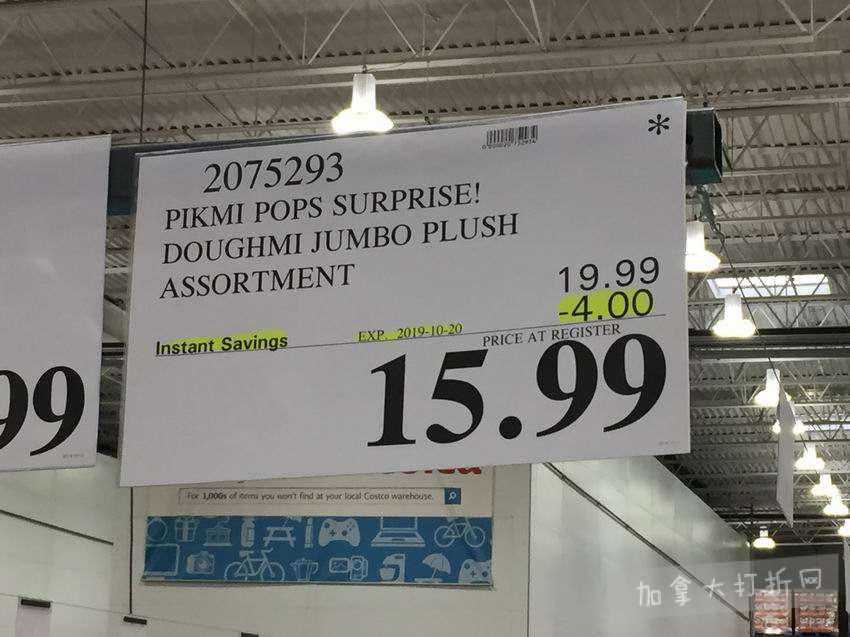 2075293
*
PIKMI POPS SURPRISE!
DOUGHMI JUMBO PLUSH
ASSORTMENT
19.99
-4.00
Instant Savings
EXP. 2019-10-20
PRICE AT REGISTER
15.99
99
For 1,000s of items you won't find at your local Costco warehouse.
加拿大打折网